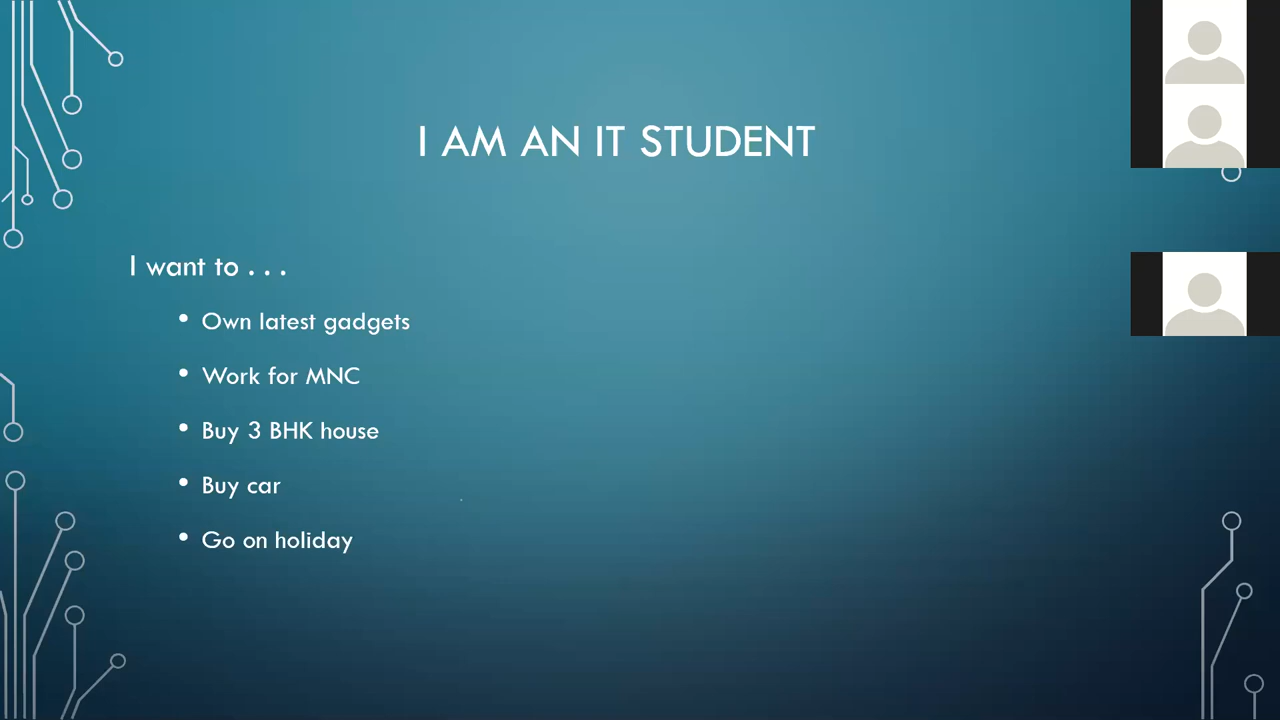 I AM AN IT STUDENT
I want to . . .
• Own latest gadgets
• Work for MNC
• Buy 3 BHK house
• Buy car
• Go on holiday